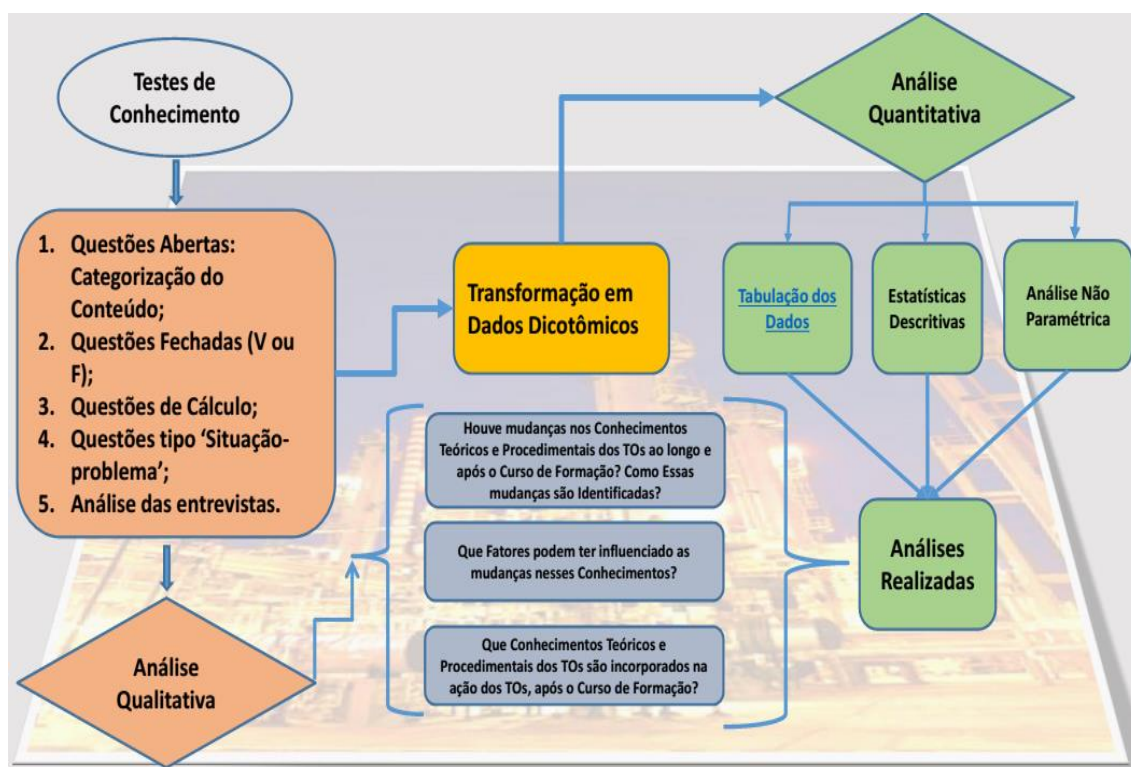 Testes de
Conhecimento
1. Questões Abertas:
Categorização do
Conteúdo;
2. Questões Fechadas (V ou
F);
3. Questões de Cálculo;
4. Questões tipo ‘Situação-
problema’;
5. Análise das entrevistas.
Análise
Qualitativa
Transformação em
Dados Dicotômicos
Análise
Quantitativa
Tabulação dos
Dados
Estatísticas
Descritivas
Análise Não
Paramétrica
Houve mudanças nos Conhecimentos
Teóricos e Procedimentais dos TOs ao longo e
após o Curso de Formação? Como Essas
mudanças são Identificadas?
Que Fatores podem ter influenciado as
mudanças nesses Conhecimentos?
Que Conhecimentos Teóricos e
Procedimentais dos TOs são incorporados na
ação dos TOs, após o Curso de Formação?
Análises
Realizadas